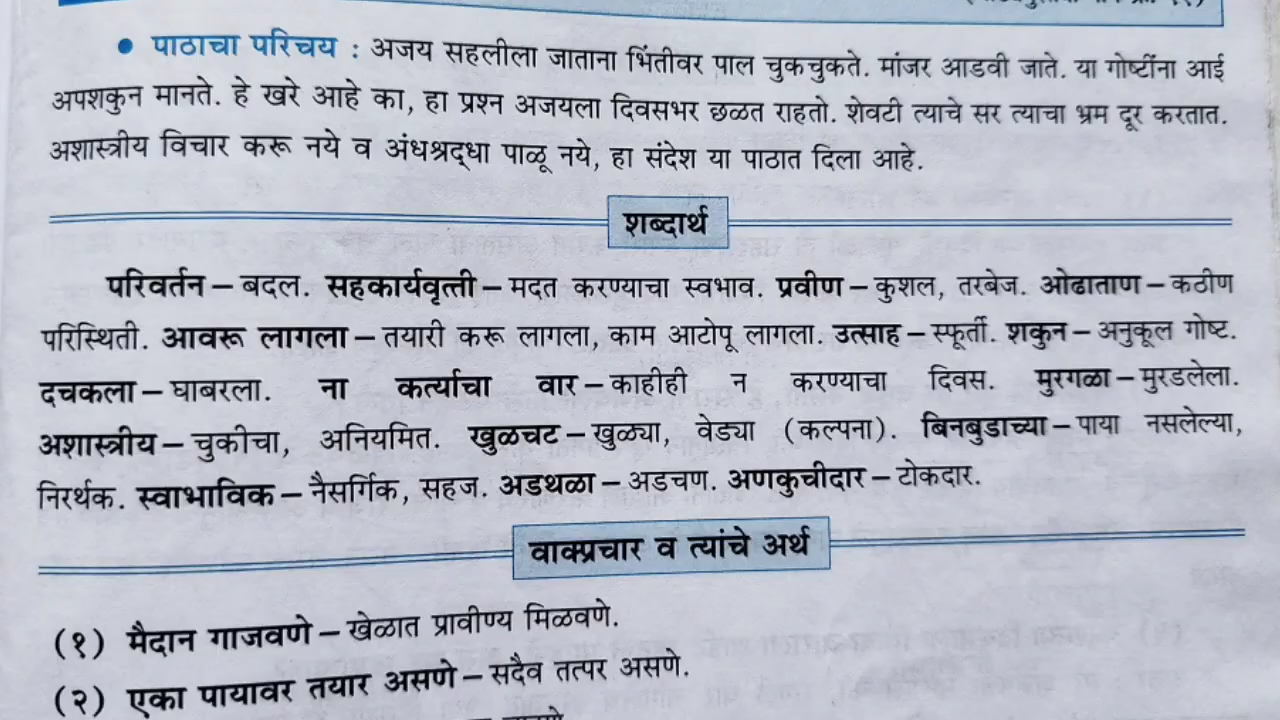 • पाठाचा परिचय : अजय सहलीला जाताना भिंतीवर पाल चुकचुकते. मांजर आडवी जाते. या गोष्टींना आई
अपशकुन मानते. हे खरे आहे का, हा प्रश्न अजयला दिवसभर छळत राहतो. शेवटी त्याचे सर त्याचा भ्रम दूर करतात.
अशास्त्रीय विचार करू नये व अंधश्रद्धा पाळू नये, हा संदेश या पाठात दिला आहे.
शब्दार्थ
परिवर्तन – बदल. सहकार्यवृत्ती – मदत करण्याचा स्वभाव. प्रवीण – कुशल, तरबेज. ओढाताण – कठीण
परिस्थिती. आवरू लागला – तयारी करू लागला, काम आटोपू लागला. उत्साह – स्फूर्ती. शकुन – अनुकूल गोष्ट.
दचकला – घाबरला. ना कर्त्याचा वार – काहीही न करण्याचा दिवस. मुरगळा – मुरडलेला.
अशास्त्रीय – चुकीचा, अनियमित. खुळचट – खुळ्या, वेड्या (कल्पना). बिनबुडाच्या – पाया नसलेल्या,
निरर्थक. स्वाभाविक – नैसर्गिक, सहज. अडथळा – अडचण. अणकुचीदार – टोकदार.
वाक्प्रचार व त्यांचे अर्थ
(१) मैदान गाजवणे – खेळात प्रावीण्य मिळवणे.
(२) एका पायावर तयार असणे – सदैव तत्पर असणे.